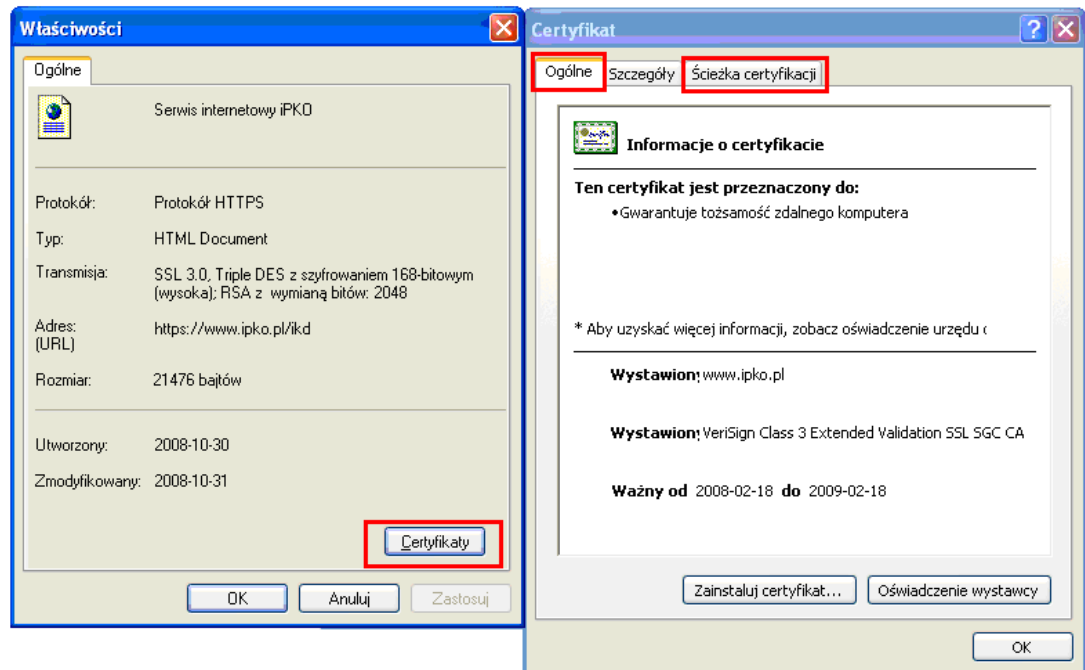 Właściwości
Ogólne
Serwis internetowy iPKO
Protokół: Protokół HTTPS
Typ: HTML Document
Transmisja: SSL 3.0, Triple DES z szyfrowaniem 168-bitowym
(wysoka); RSA z wymianą bitów: 2048
Adres: https://www.ipko.pl/ikd
(URL)
Rozmiar: 21476 bajtów
Utworzony: 2008-10-30
Zmodyfikowany: 2008-10-31
Certyfikaty
OK Anuluj Zastosuj
Certyfikat
Ogólne Szczegóły Ścieżka certyfikacji
Informacje o certyfikacie
Ten certyfikat jest przeznaczony do:
•Gwarantuje tożsamość zdalnego komputera
* Aby uzyskać więcej informacji, zobacz oświadczenie urzędu c
Wystawiony www.ipko.pl
Wystawiony VeriSign Class 3 Extended Validation SSL SGC CA
Ważny od 2008-02-18 do 2009-02-18
Zainstaluj certyfikat... Oświadczenie wystawcy
OK